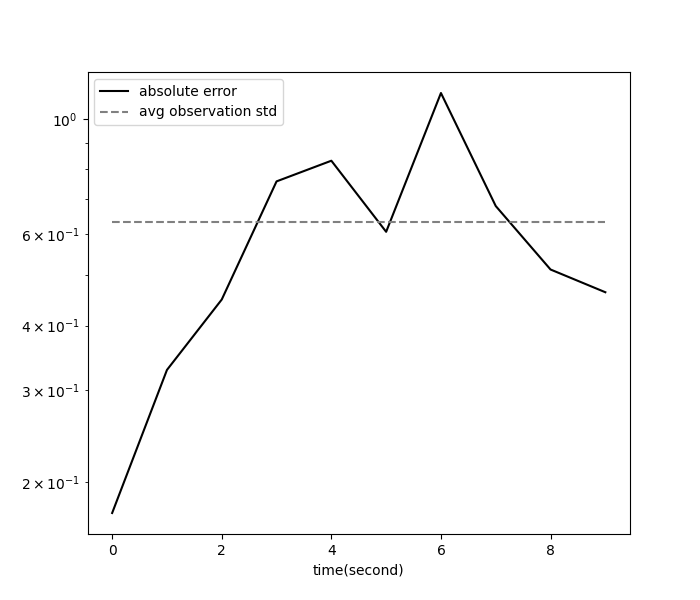 absolute error
avg observation std
10⁰
6 × 10⁻¹
4 × 10⁻¹
3 × 10⁻¹
2 × 10⁻¹
0 2 4 6 8
time(second)